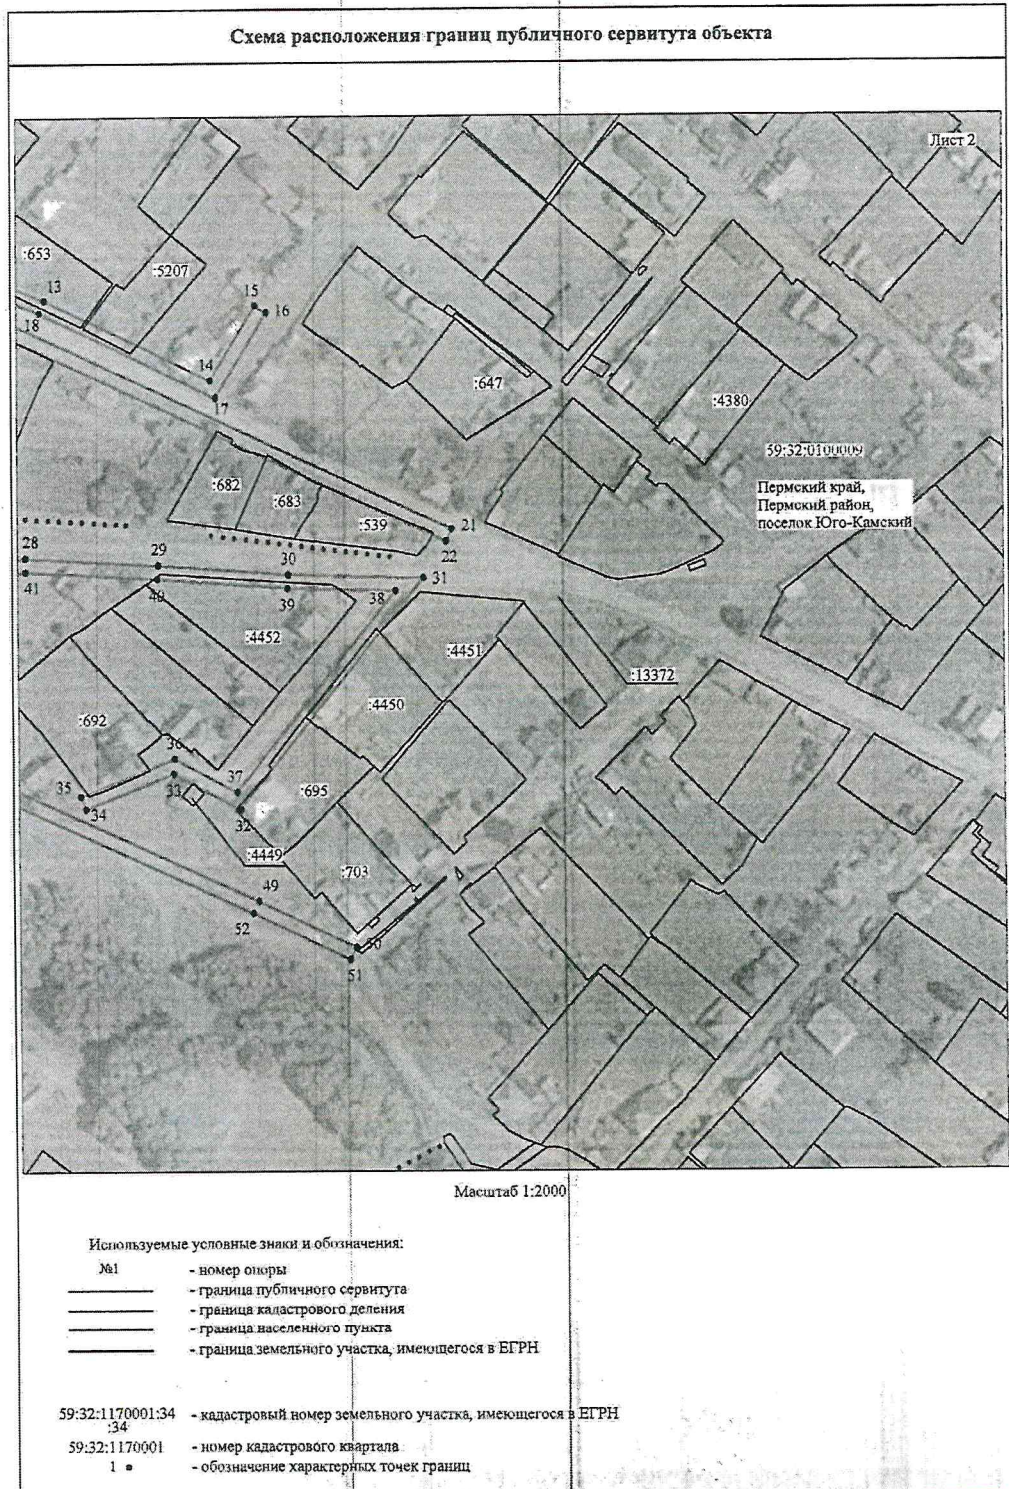 Схема расположения границ публичного сервитута объекта
Лист 2
:653
:5207
13
18
15
16
14
17
:647
:4380
59:32:0100009
Пермский край,
Пермский район,
поселок Юго-Камский
:682
:683
:539
21
22
28
29
30
31
41
40
39
38
:4452
:4451
:4450
:13372
:692
36
35
34
33
37
32
:695
:4449
:703
49
52
50
51
Масштаб 1:2000
Используемые условные знаки и обозначения:
№1 - номер опоры
- граница публичного сервитута
- граница кадастрового деления
- граница населенного пункта
- граница земельного участка, имеющегося в ЕГРН
59:32:1170001:34 - кадастровый номер земельного участка, имеющегося в ЕГРН
:34
59:32:1170001 - номер кадастрового квартала
1 - обозначение характерных точек границ